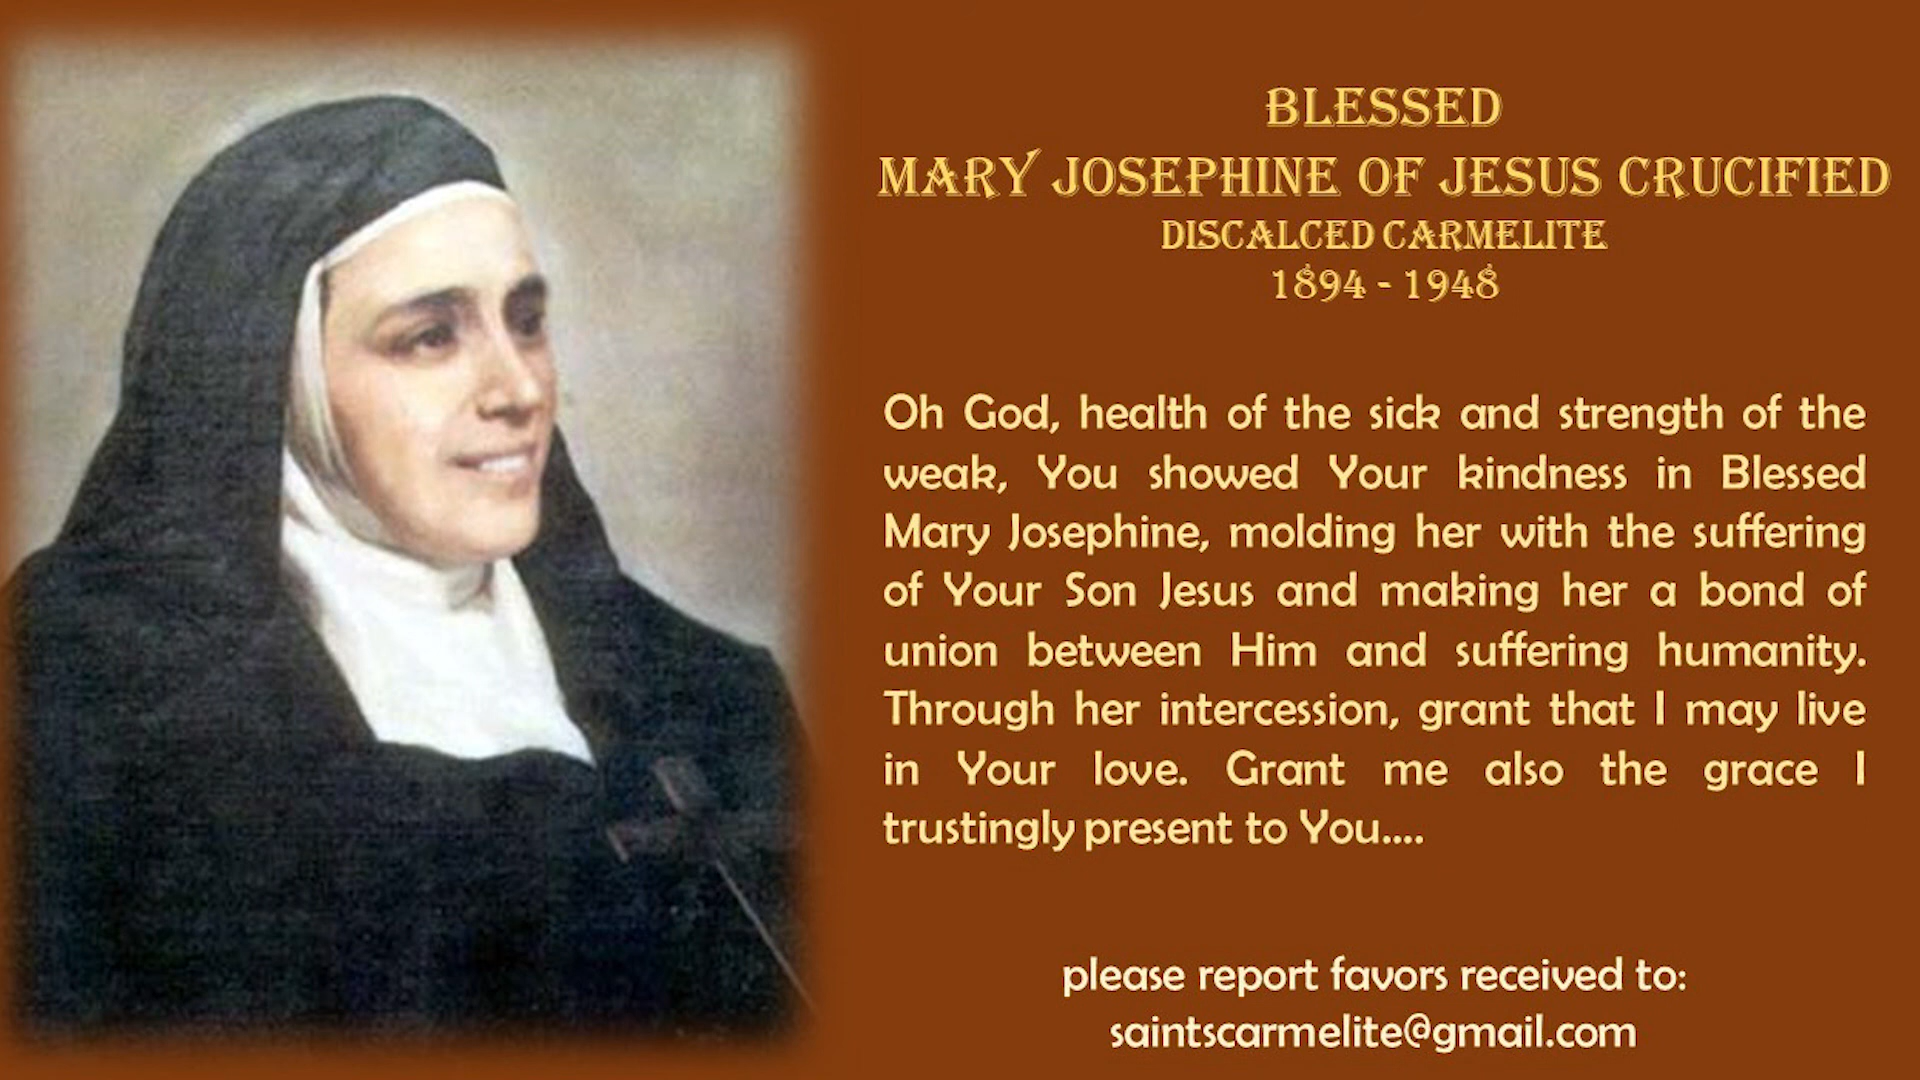 BLESSED
MARY JOSEPHINE OF JESUS CRUCIFIED
DISCALCED CARMELITE
1894 - 1948
Oh God, health of the sick and strength of the
weak, You showed Your kindness in Blessed
Mary Josephine, molding her with the suffering
of Your Son Jesus and making her a bond of
union between Him and suffering humanity.
Through her intercession, grant that I may live
in Your love. Grant me also the grace I
trustingly present to You....
please report favors received to:
saintscarmelite@gmail.com